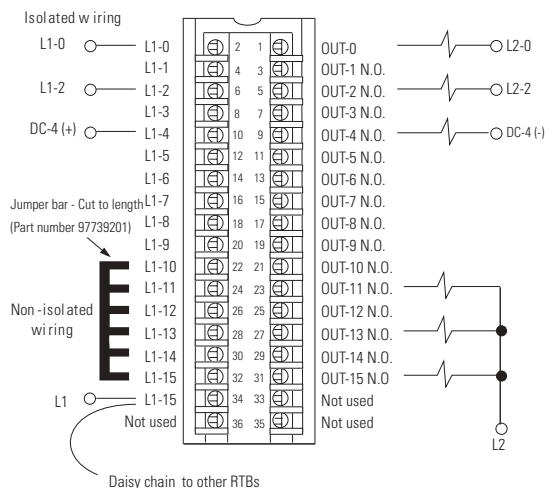 Isolated wiring
L1-0 L1-0 2 1 OUT-0 L2-0
L1-1 4 3 OUT-1 N.O.
L1-2 L1-2 6 5 OUT-2 N.O. L2-2
L1-3 8 7 OUT-3 N.O.
DC-4 (+) L1-4 10 9 OUT-4 N.O. DC-4 (-)
L1-5 12 11 OUT-5 N.O.
L1-6 14 13 OUT-6 N.O.
L1-7 16 15 OUT-7 N.O.
Jumper bar - Cut to length
(Part number 97739201)
L1-8 18 17 OUT-8 N.O.
L1-9 20 19 OUT-9 N.O.
L1-10 22 21 OUT-10 N.O.
L1-11 24 23 OUT-11 N.O.
Non-isolated
wiring
L1-12 26 25 OUT-12 N.O.
L1-13 28 27 OUT-13 N.O.
L1-14 30 29 OUT-14 N.O.
L1-15 32 31 OUT-15 N.O
L1 L1-15 34 33 Not used
Not used 36 35 Not used
L2
Daisy chain to other RTBs